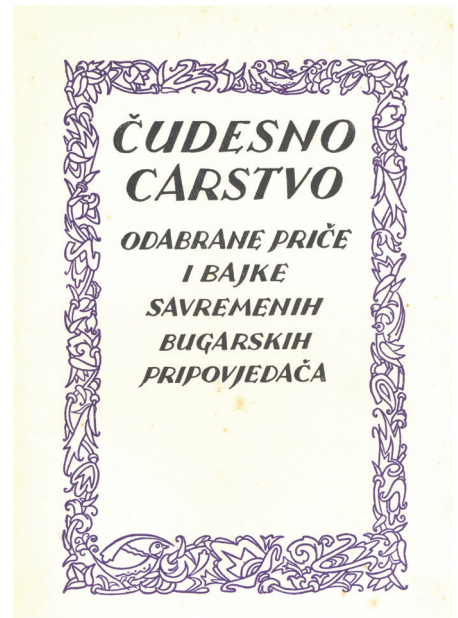 ČUDESNO
CARSTVO
ODABRANE PRIČE
I BAJKE
SAVREMENIH
BUGARSKIH
PRIPOVJEDAČA